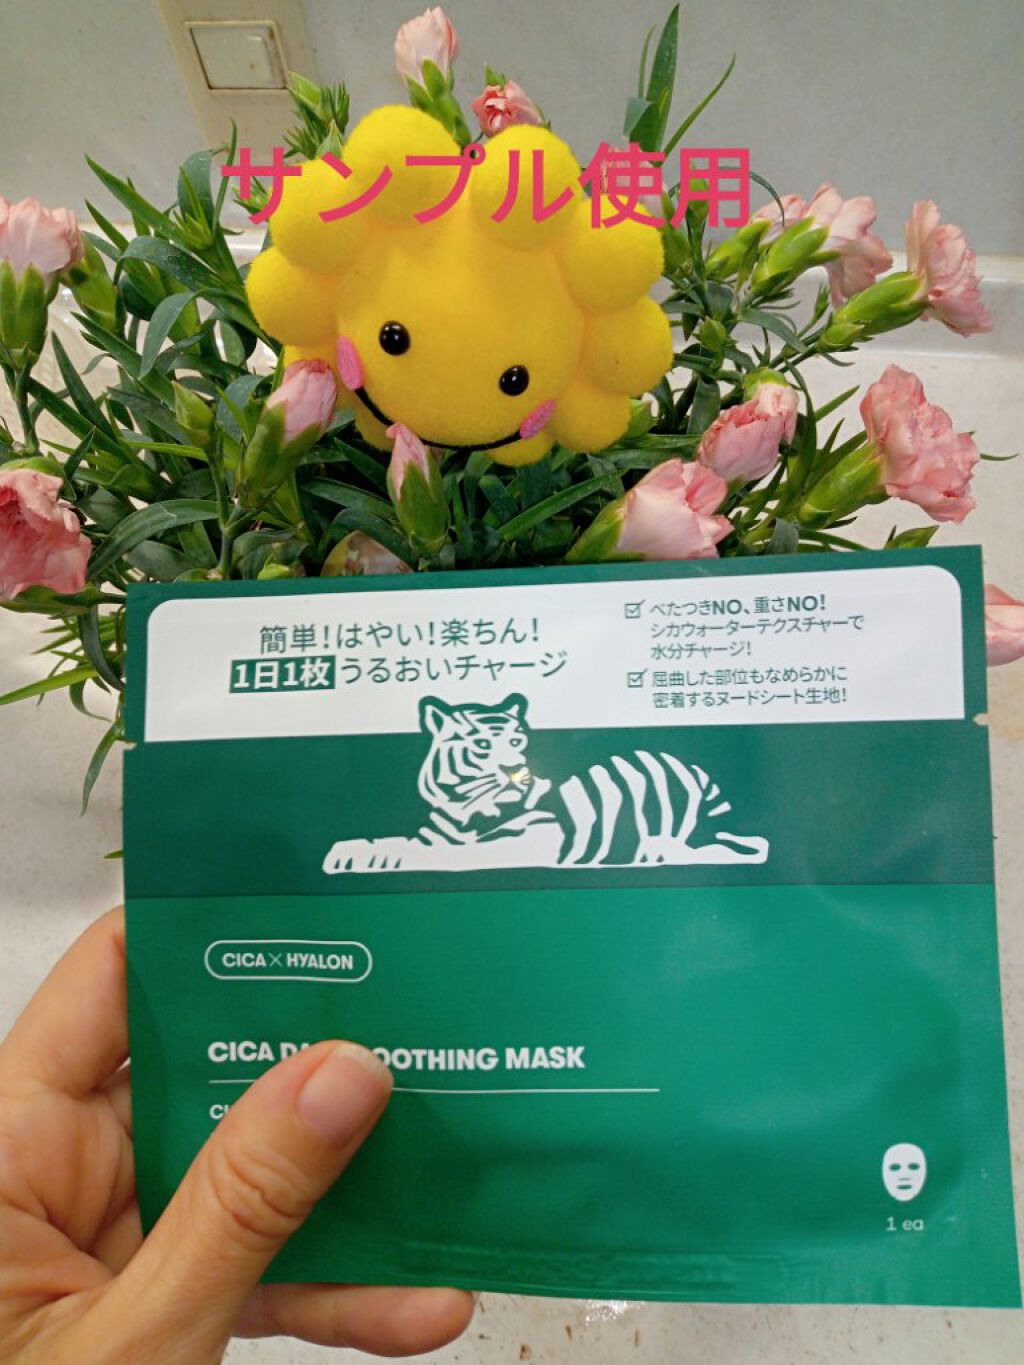 サンプル使用
簡単!はやい!楽ちん!
1日1枚うるおいチャージ
べたつきNO、重さNO!
シカウォーターテクスチャーで
水分チャージ!
屈曲した部位もなめらかに
密着するヌードシート生地!
CICA×HYALON
CICA SOOTHING MASK
1 ea